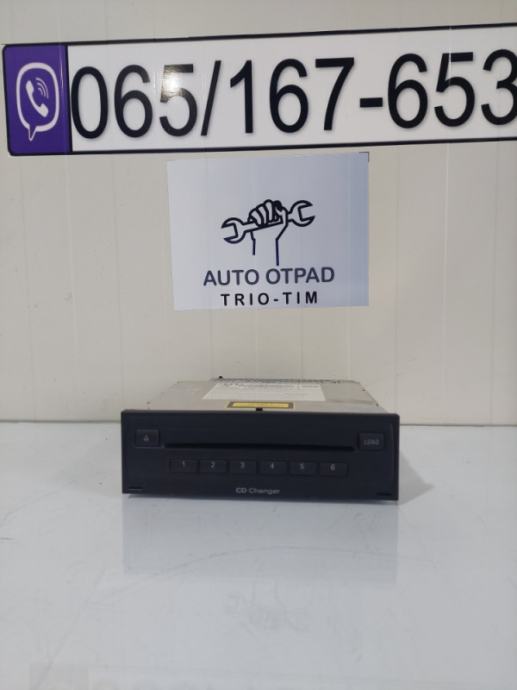 065/167-653
AUTO OTPAD
TRIO-TIM
LOAD
1 2 3 4 5 6
CD Changer